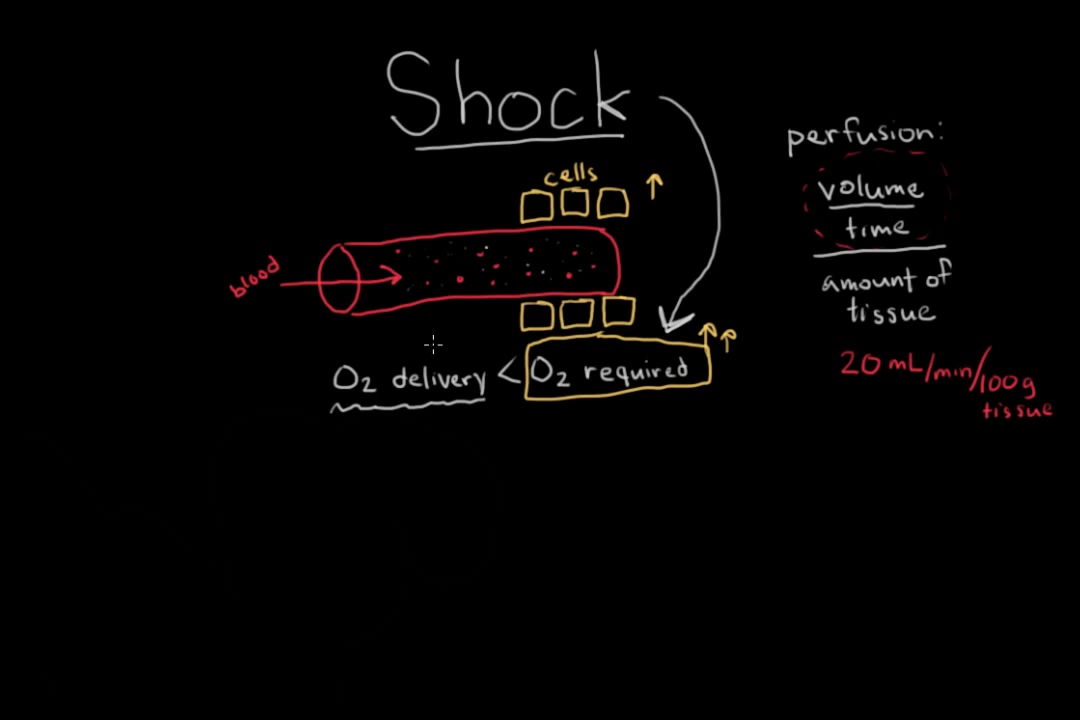 Shock
cells ↑
blood
O₂ delivery < O₂ required ↑↑
perfusion:
volume
time
amount of
tissue
20 mL/min/100g
tissue